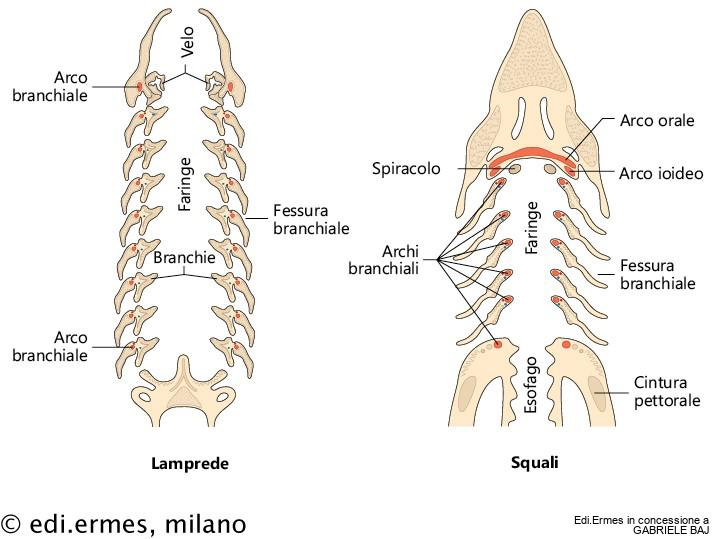 Velo
Arco
branchiale
Faringe
Fessura
branchiale
Branchie
Arco
branchiale
Lamprede
Arco orale
Spiracolo
Arco ioideo
Faringe
Archi
branchiali
Fessura
branchiale
Esofago
Cintura
pettorale
Squali
© edi.ermes, milano
Edi.Ermes in concessione a
GABRIELE BAJ